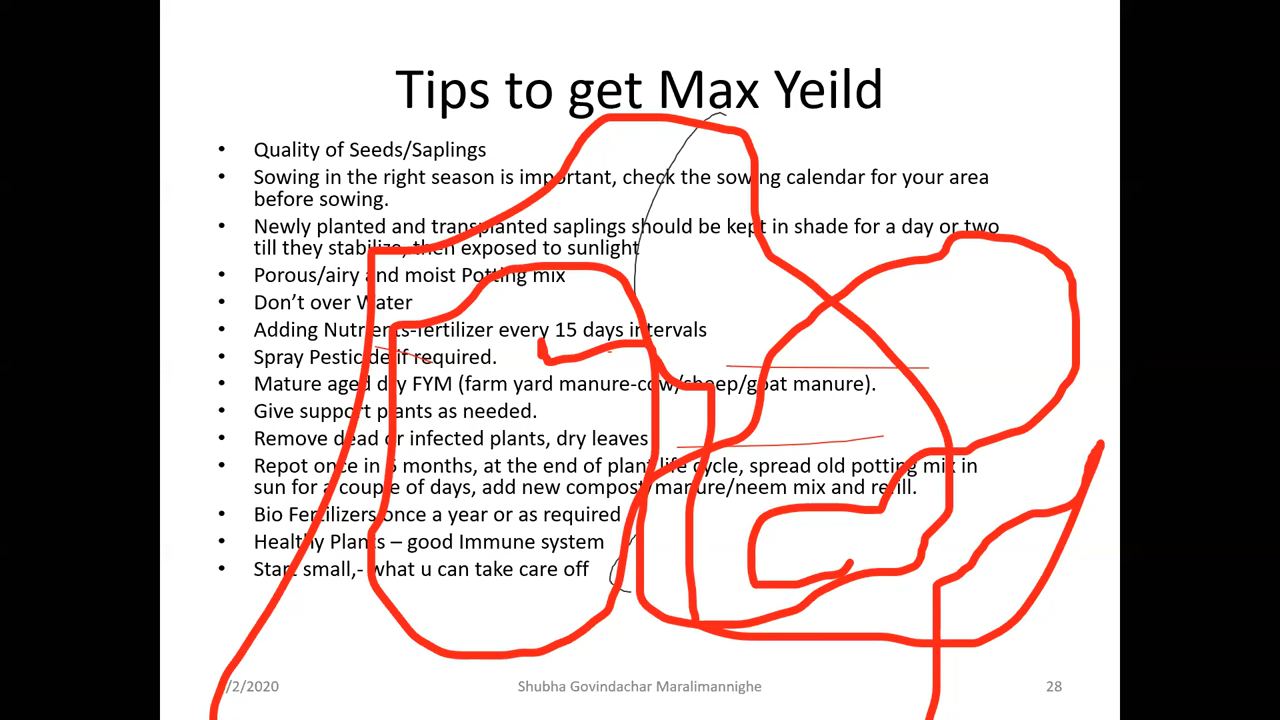 Tips to get Max Yeild
• Quality of Seeds/Saplings
• Sowing in the right season is important, check the sowing calendar for your area
before sowing.
• Newly planted and transplanted saplings should be kept in shade for a day or two
till they stabilize, then exposed to sunlight
• Porous/airy and moist Potting mix
• Don't over Water
• Adding Nutrients-fertilizer every 15 days intervals
• Spray Pesticide if required.
• Mature aged dry FYM (farm yard manure-cow/sheep/goat manure).
• Give support plants as needed.
• Remove dead or infected plants, dry leaves
• Repot once in 6 months, at the end of plant life cycle, spread old potting mix in
sun for a couple of days, add new compost/manure/neem mix and refill.
• Bio Fertilizers once a year or as required
• Healthy Plants – good Immune system
• Start small,- what u can take care off
/2/2020
Shubha Govindachar Maralimannighe
28